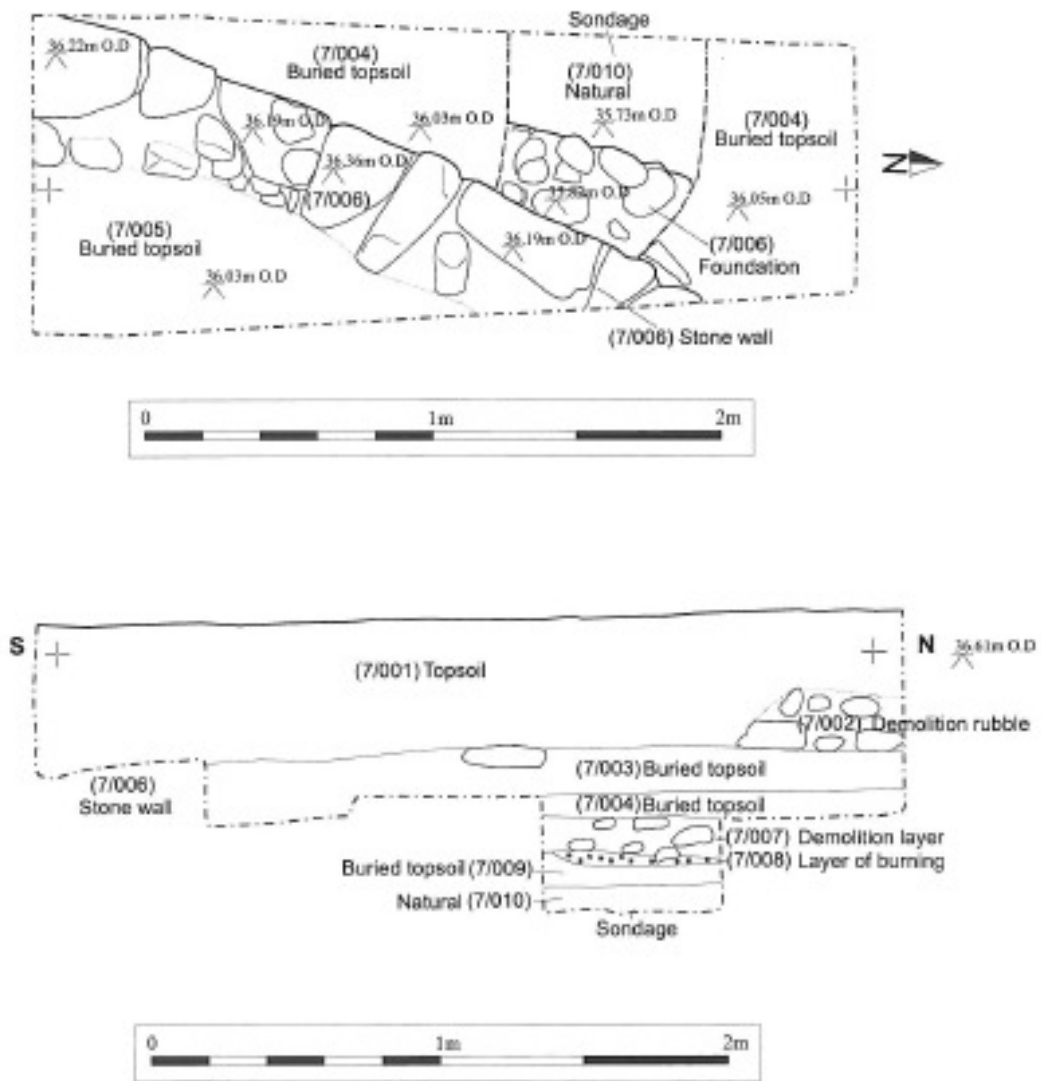 Sondage
36.22m O.D
(7/004)
Buried topsoil
(7/010)
Natural
(7/004)
Buried topsoil
36.19m O.D
36.03m O.D
35.73m O.D
N
36.36m O.D
(7/006)
36.05m O.D
(7/005)
Buried topsoil
36.19m O.D
(7/006)
Foundation
36.03m O.D
(7/006) Stone wall
0 1m 2m
S
N
36.61m O.D
(7/001) Topsoil
(7/002) Demolition rubble
(7/006)
Stone wall
(7/003) Buried topsoil
(7/004) Buried topsoil
(7/007) Demolition layer
(7/008) Layer of burning
Buried topsoil (7/009)
Natural (7/010)
Sondage
0 1m 2m